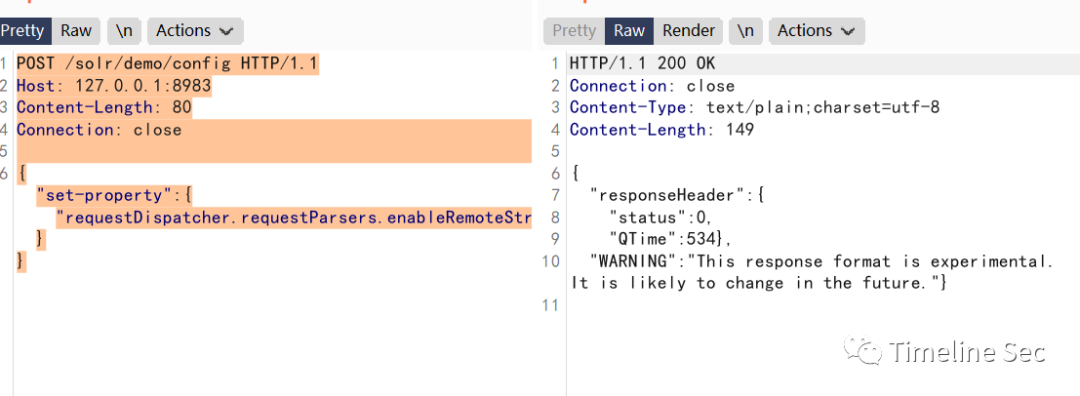 Pretty Raw \n Actions
1 POST /solr/demo/config HTTP/1.1
2 Host: 127.0.0.1:8983
3 Content-Length: 80
4 Connection: close
5
6 {
"set-property":{
"requestDispatcher.requestParsers.enableRemoteStr
}
}
Pretty Raw Render \n Actions
1 HTTP/1.1 200 OK
2 Connection: close
3 Content-Type: text/plain;charset=utf-8
4 Content-Length: 149
5
6 {
7 "responseHeader":{
8 "status":0,
9 "QTime":534},
10 "WARNING":"This response format is experimental.
It is likely to change in the future."}
11
Timeline Sec